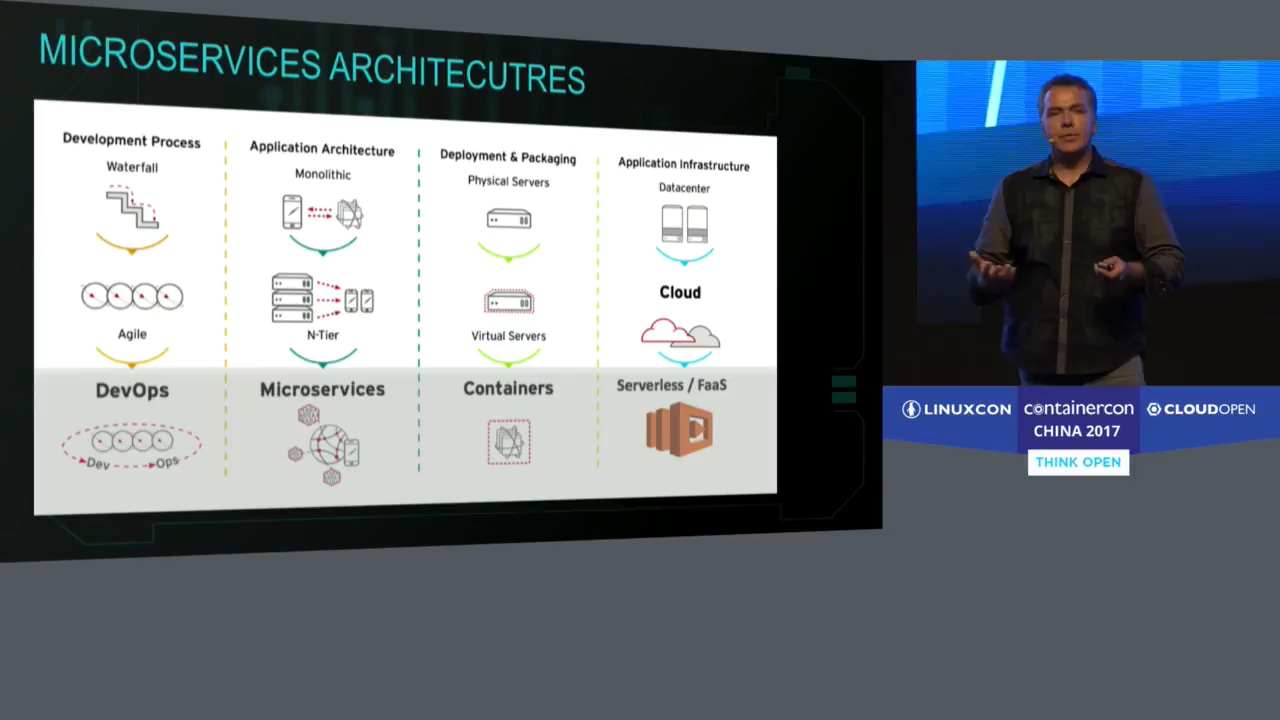 MICROSERVICES ARCHITECUTRES
Development Process
Waterfall
Agile
DevOps
Dev
Ops
Application Architecture
Monolithic
N-Tier
Microservices
Deployment & Packaging
Physical Servers
Virtual Servers
Containers
Application Infrastructure
Datacenter
Cloud
Serverless / FaaS
LINUXCON
containercon
CLOUDOPEN
CHINA 2017
THINK OPEN